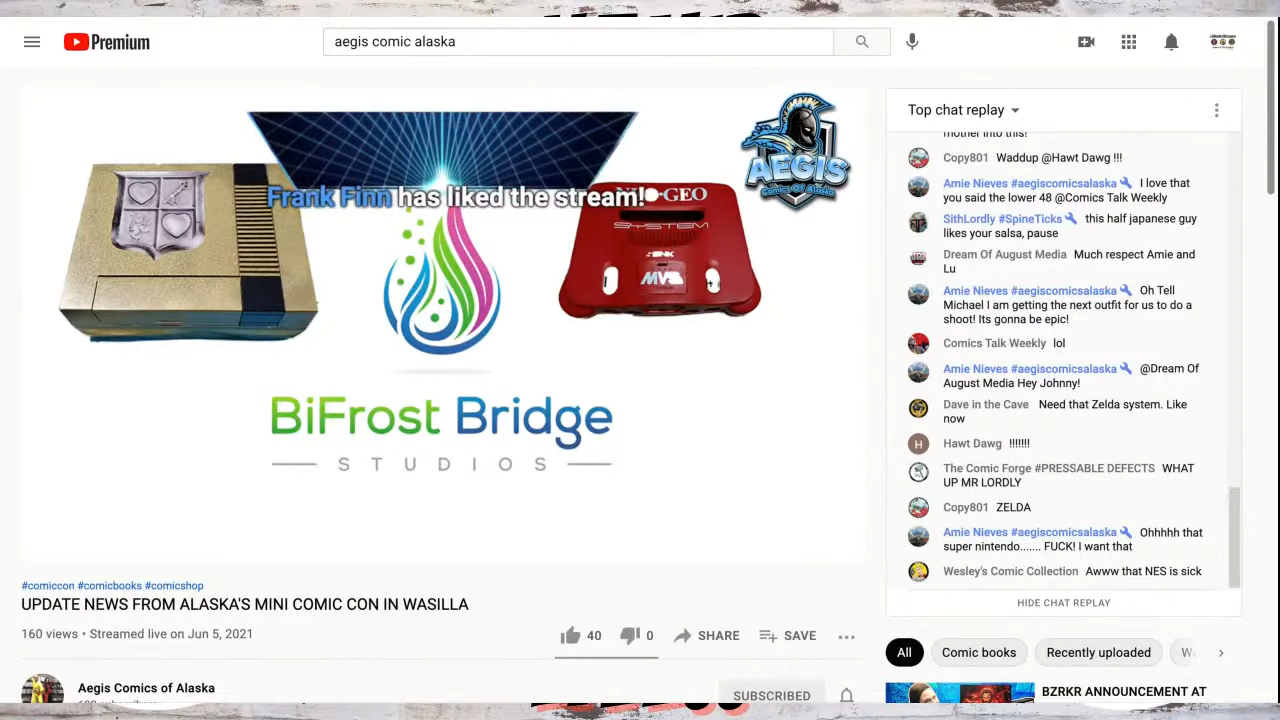 Premium
aegis comic alaska
Frank Finn has liked the stream!
NEO·GEO
SYSTEM
SNK
MVS
AEGIS
Comics Of Alaska
BiFrost Bridge
STUDIOS
#comiccon #comicbooks #comicshop
UPDATE NEWS FROM ALASKA'S MINI COMIC CON IN WASILLA
160 views • Streamed live on Jun 5, 2021
40
0
SHARE
SAVE
Aegis Comics of Alaska
subscribers
SUBSCRIBED
Top chat replay
mother into this!
Copy801 Waddup @Hawt Dawg !!!
Amie Nieves #aegiscomicsalaska I love that
you said the lower 48 @Comics Talk Weekly
SithLordly #SpineTicks this half japanese guy
likes your salsa, pause
Dream Of August Media Much respect Amie and
Lu
Amie Nieves #aegiscomicsalaska Oh Tell
Michael I am getting the next outfit for us to do a
shoot! Its gonna be epic!
Comics Talk Weekly lol
Amie Nieves #aegiscomicsalaska @Dream Of
August Media Hey Johnny!
Dave in the Cave Need that Zelda system. Like
now
H
Hawt Dawg !!!!!!!
The Comic Forge #PRESSABLE DEFECTS WHAT
UP MR LORDLY
Copy801 ZELDA
Amie Nieves #aegiscomicsalaska Ohhhhh that
super nintendo....... FUCK! I want that
Wesley's Comic Collection Awww that NES is sick
HIDE CHAT REPLAY
All
Comic books
Recently uploaded
BZRKR ANNOUNCEMENT AT